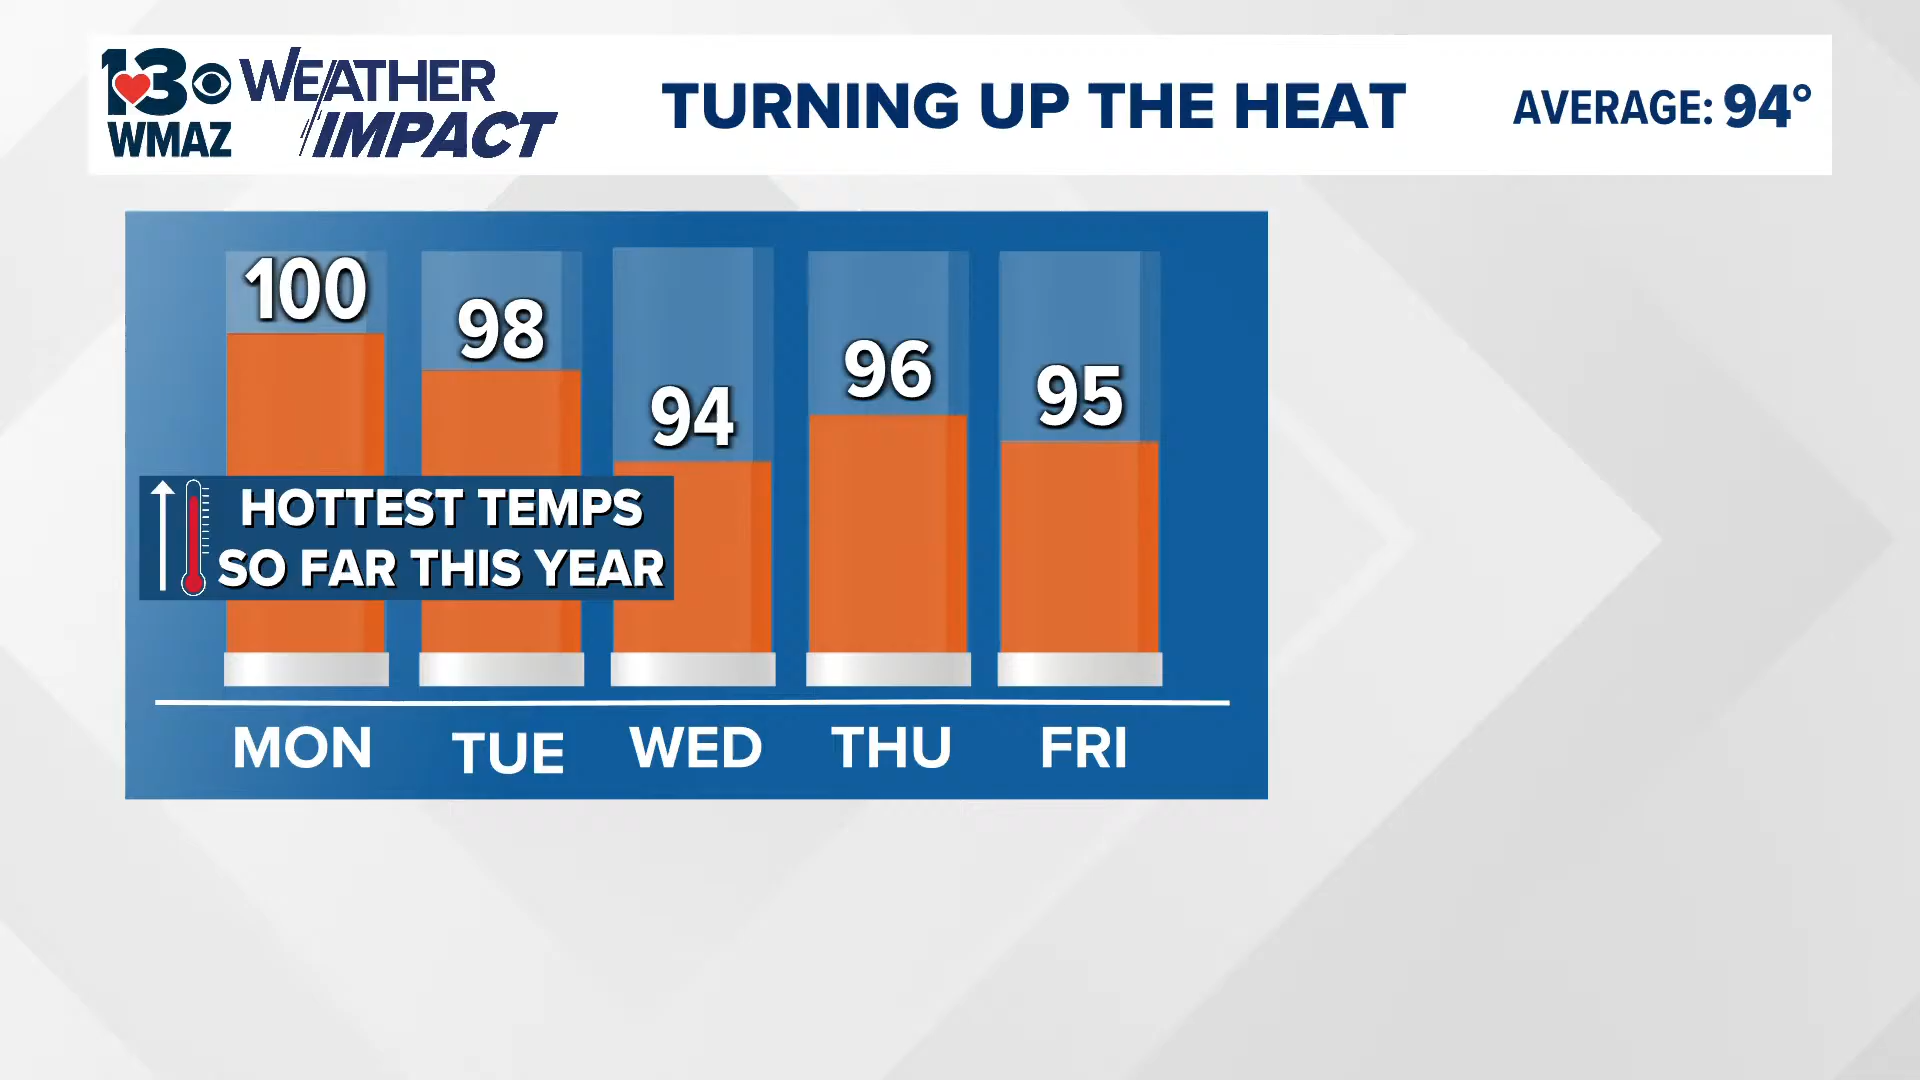 13 WEATHER
WMAZ IMPACT
TURNING UP THE HEAT
AVERAGE: 94°
100
98
94
96
95
HOTTEST TEMPS
SO FAR THIS YEAR
MON TUE WED THU FRI